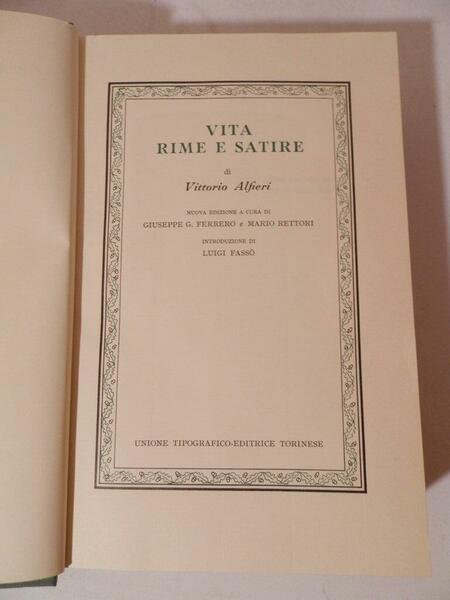 VITA
RIME E SATIRE
di
Vittorio Alfieri
NUOVA EDIZIONE A CURA DI
GIUSEPPE G. FERRERO e MARIO RETTORI
INTRODUZIONE DI
LUIGI FASSÒ
UNIONE TIPOGRAFICO-EDITRICE TORINESE